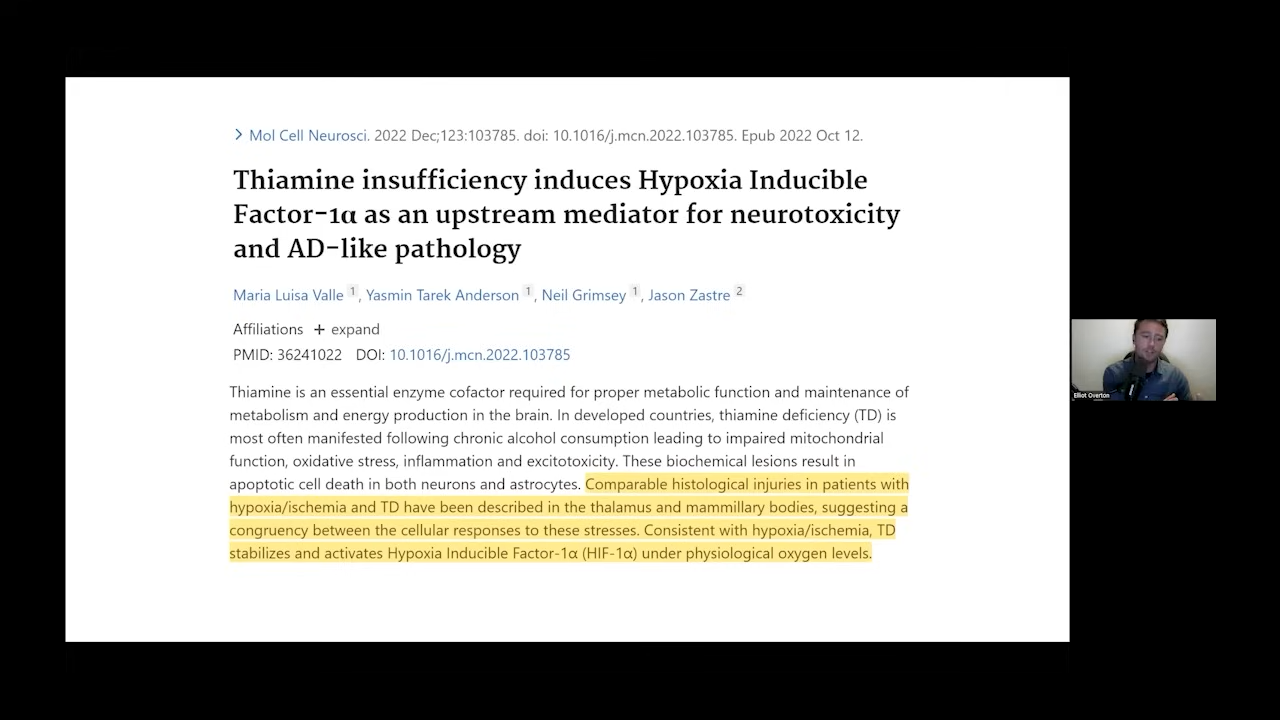 > Mol Cell Neurosci. 2022 Dec;123:103785. doi: 10.1016/j.mcn.2022.103785. Epub 2022 Oct 12.
Thiamine insufficiency induces Hypoxia Inducible
Factor-1α as an upstream mediator for neurotoxicity
and AD-like pathology
Maria Luisa Valle 1, Yasmin Tarek Anderson 1, Neil Grimsey 1, Jason Zastre 2
Affiliations + expand
PMID: 36241022 DOI: 10.1016/j.mcn.2022.103785
Thiamine is an essential enzyme cofactor required for proper metabolic function and maintenance of
metabolism and energy production in the brain. In developed countries, thiamine deficiency (TD) is
most often manifested following chronic alcohol consumption leading to impaired mitochondrial
function, oxidative stress, inflammation and excitotoxicity. These biochemical lesions result in
apoptotic cell death in both neurons and astrocytes. Comparable histological injuries in patients with
hypoxia/ischemia and TD have been described in the thalamus and mammillary bodies, suggesting a
congruency between the cellular responses to these stresses. Consistent with hypoxia/ischemia, TD
stabilizes and activates Hypoxia Inducible Factor-1α (HIF-1α) under physiological oxygen levels.
Elliot Overton